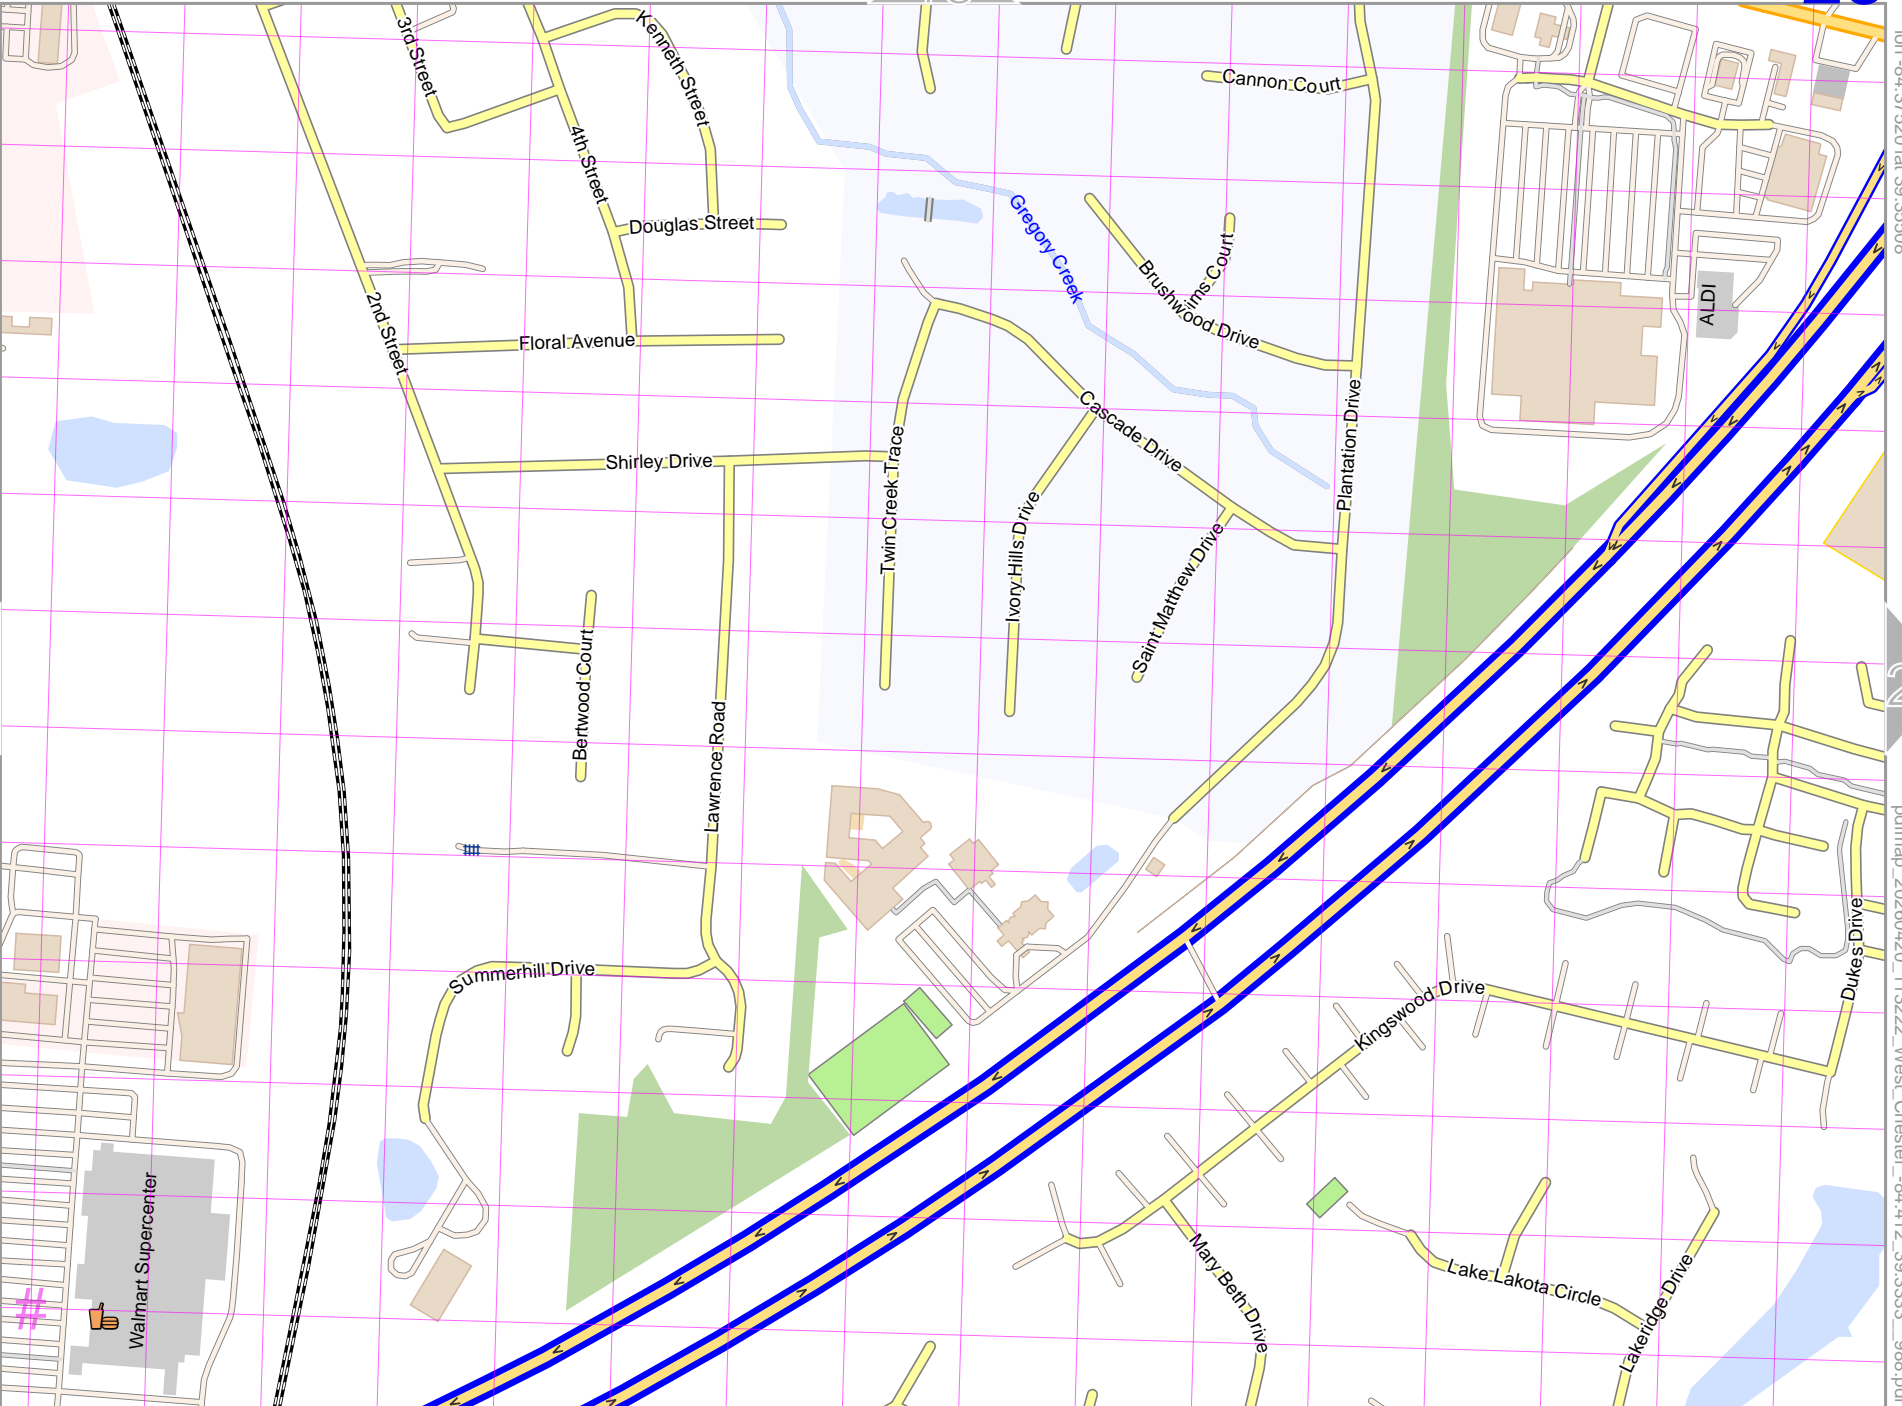 3rd Street
Kenneth Street
Cannon Court
4th Street
Douglas Street
Gregory Creek
Brushwood Drive
ims Court
2nd Street
Floral Avenue
ALDI
Shirley Drive
Twin Creek Trace
Cascade Drive
Plantation Drive
Ivory Hills Drive
Saint Matthew Drive
Bertwood Court
Lawrence Road
Summerhill Drive
Kingswood Drive
Dukes Drive
Walmart Supercenter
#
Mary Beth Drive
Lake Lakota Circle
Lakeridge Drive